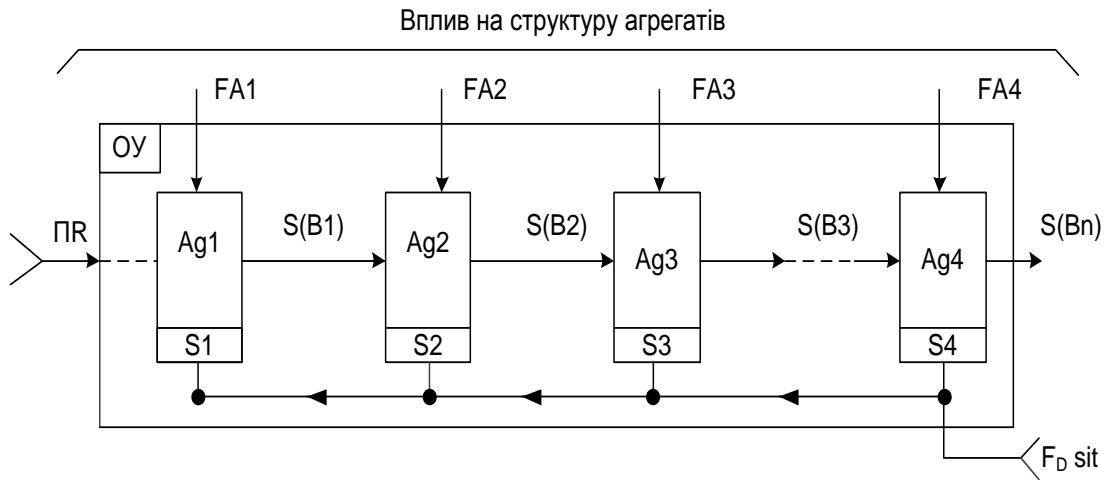 Вплив на структуру агрегатів
FA1
FA2
FA3
FA4
ОУ
ПR
Ag1
S(B1)
Ag2
S(B2)
Ag3
S(B3)
Ag4
S(Bn)
S1
S2
S3
S4
F_D sit